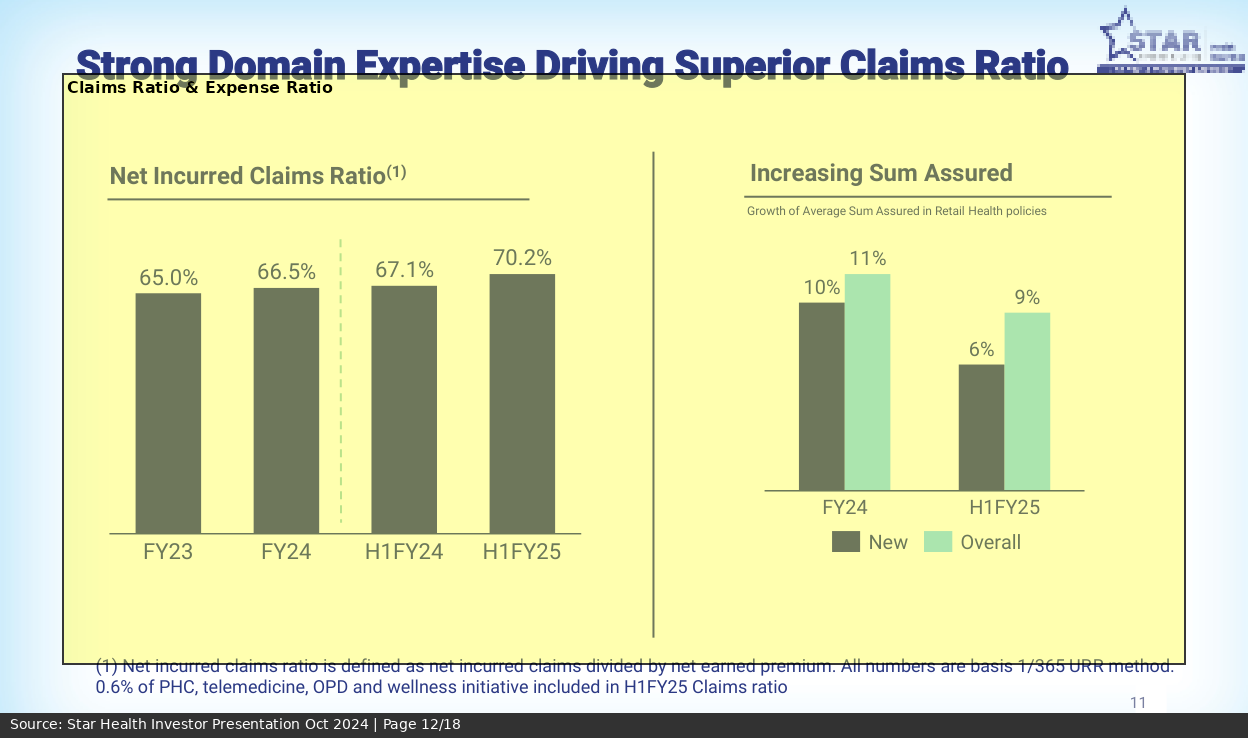 STAR
Strong Domain Expertise Driving Superior Claims Ratio
Claims Ratio & Expense Ratio
Net Incurred Claims Ratio(1)
65.0%
66.5%
67.1%
70.2%
FY23
FY24
H1FY24
H1FY25
Increasing Sum Assured
Growth of Average Sum Assured in Retail Health policies
10%
11%
6%
9%
FY24
H1FY25
New
Overall
(1) Net incurred claims ratio is defined as net incurred claims divided by net earned premium. All numbers are basis 1/365 URR method.
0.6% of PHC, telemedicine, OPD and wellness initiative included in H1FY25 Claims ratio
11
Source: Star Health Investor Presentation Oct 2024 | Page 12/18